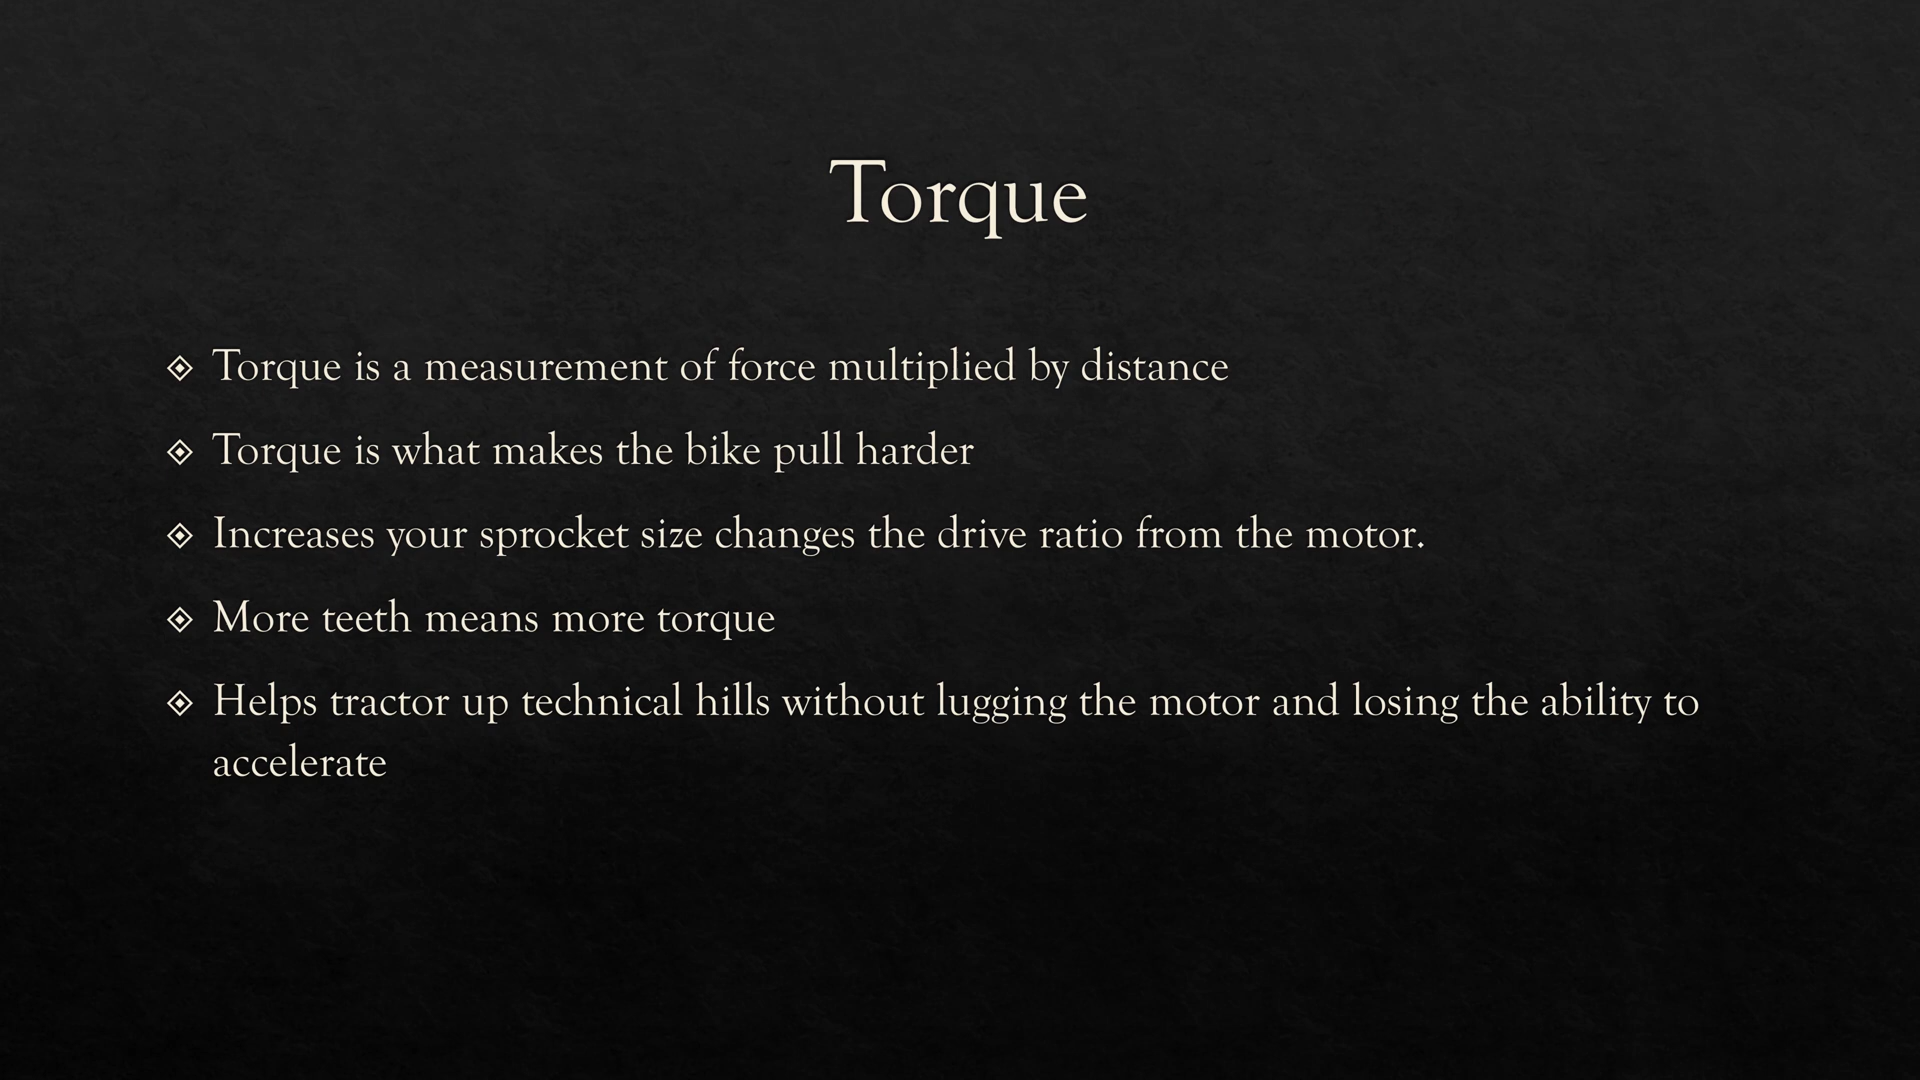 Torque
Torque is a measurement of force multiplied by distance
Torque is what makes the bike pull harder
Increases your sprocket size changes the drive ratio from the motor.
More teeth means more torque
Helps tractor up technical hills without lugging the motor and losing the ability to
accelerate